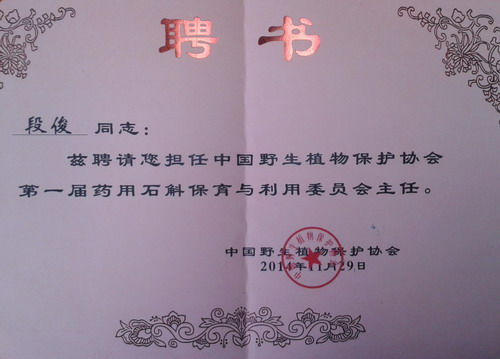 聘书
段俊 同志：
兹聘请您担任中国野生植物保护协会
第一届药用石斛保育与利用委员会主任。
中国野生植物保护协会
2014年11月29日